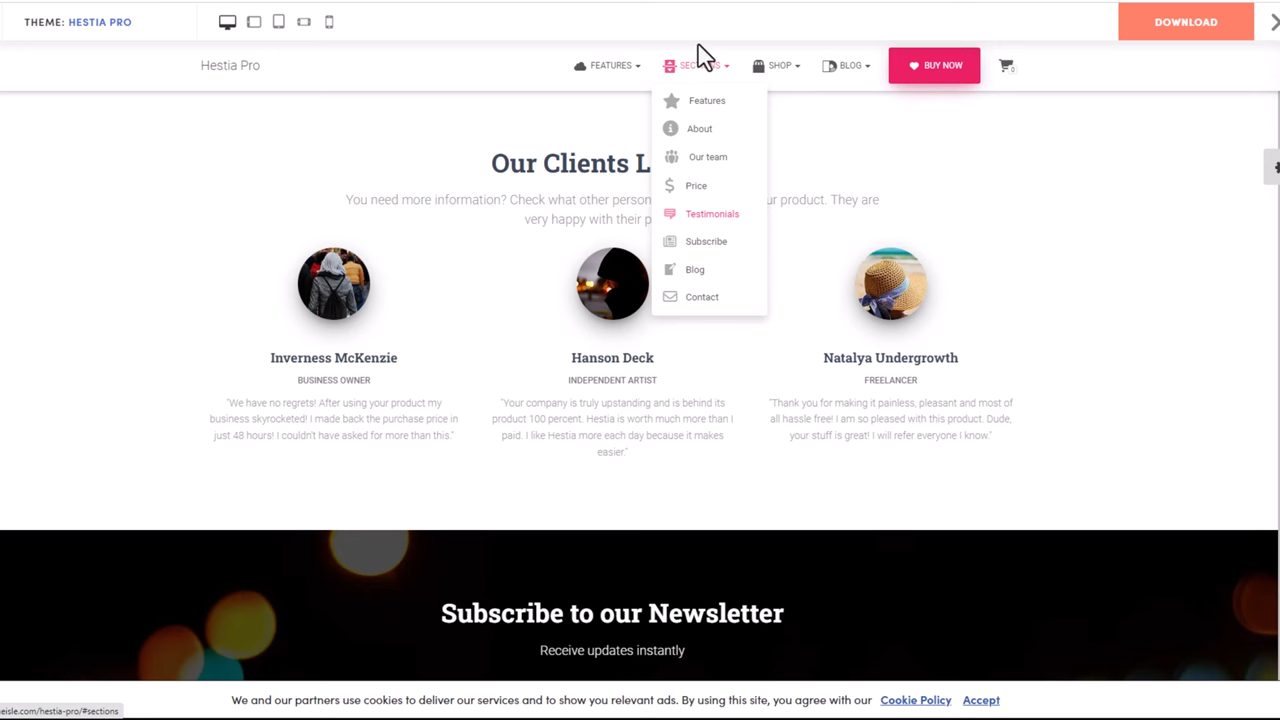 THEME: HESTIA PRO
DOWNLOAD
Hestia Pro
FEATURES
SHOP
BLOG
BUY NOW
0
Features
About
Our team
Price
Testimonials
Subscribe
Blog
Contact
Our Clients L
You need more information? Check what other person ur product. They are
very happy with their p
Inverness McKenzie
BUSINESS OWNER
"We have no regrets! After using your product my
business skyrocketed! I made back the purchase price in
just 48 hours! I couldn't have asked for more than this."
Hanson Deck
INDEPENDENT ARTIST
"Your company is truly upstanding and is behind its
product 100 percent. Hestia is worth much more than I
paid. I like Hestia more each day because it makes
easier."
Natalya Undergrowth
FREELANCER
"Thank you for making it painless, pleasant and most of
all hassle free! I am so pleased with this product. Dude,
your stuff is great! I will refer everyone I know."
Subscribe to our Newsletter
Receive updates instantly
We and our partners use cookies to deliver our services and to show you relevant ads. By using this site, you agree with our Cookie Policy Accept
eisle.com/hestia-pro/#sections